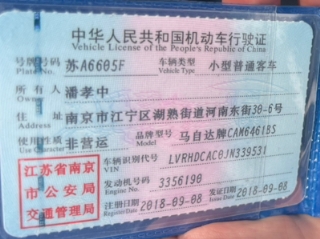 中华人民共和国机动车行驶证
Vehicle License of the People's Republic of China
号牌号码 苏A6605F 车辆类型 小型普通客车
Plate No. Vehicle Type
所有人 潘孝中
Owner
住址 南京市江宁区湖熟街道河南东街30-6号
Address
使用性质 非营运 品牌型号 马自达牌CAM6461BS
Use Character Model
江苏省南京
市公安局
交通管理局
车辆识别代号 LVRHDCAC0JN339531
VIN
发动机号码 3356190
Engine No.
注册日期 2018-09-08 发证日期 2018-09-08
Register Date Issue Date